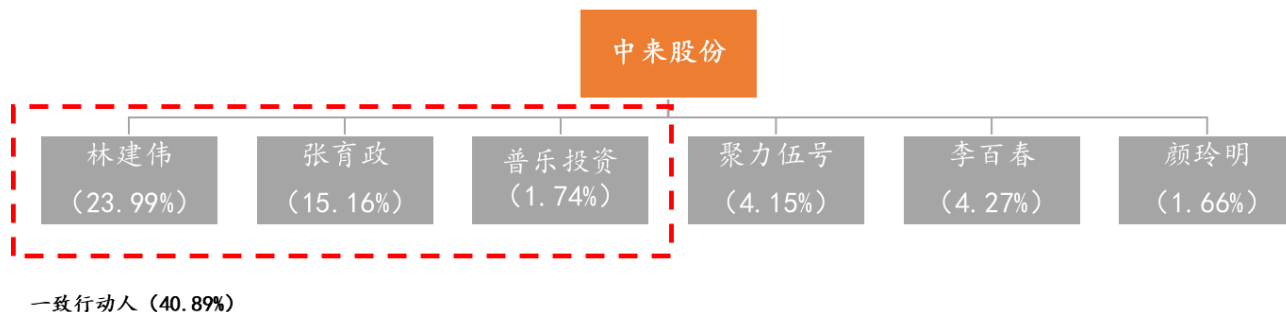 中来股份
林建伟
(23.99%)
张育政
(15.16%)
普乐投资
(1.74%)
聚力伍号
(4.15%)
李百春
(4.27%)
颜玲明
(1.66%)
一致行动人（40.89%）